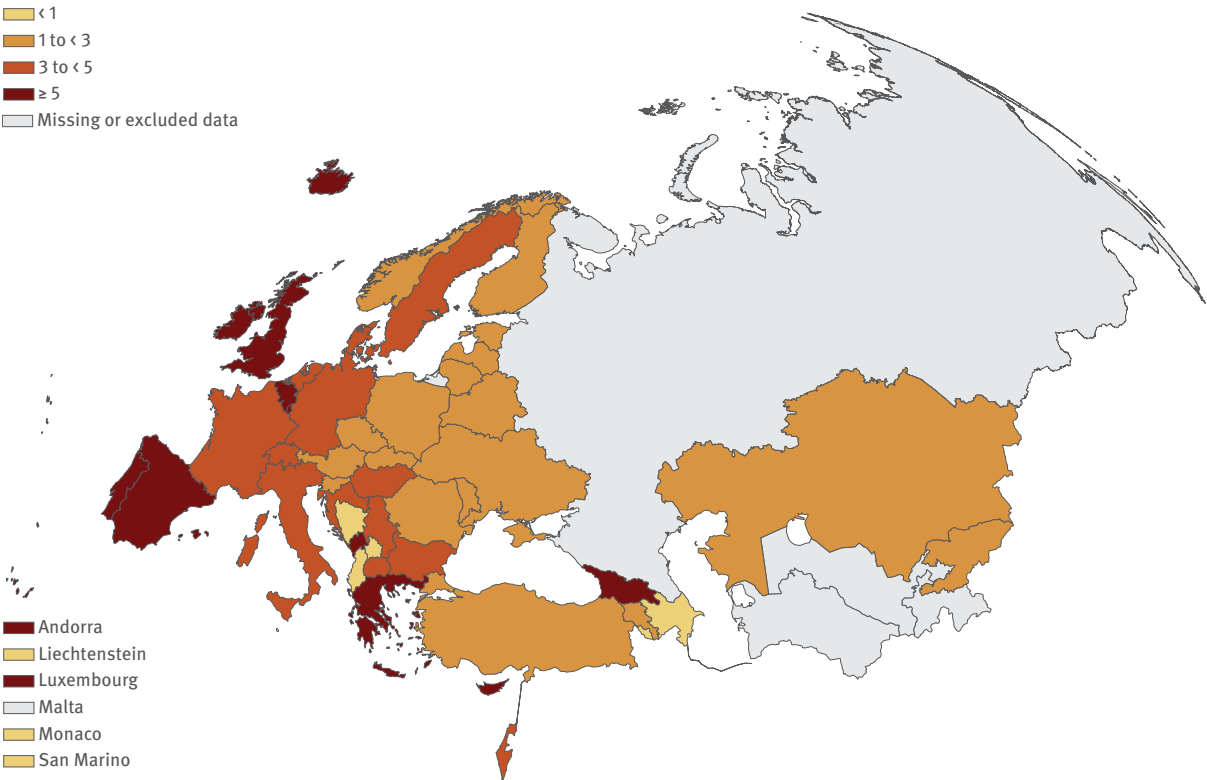 < 1
1 to < 3
3 to < 5
≥ 5
Missing or excluded data
Andorra
Liechtenstein
Luxembourg
Malta
Monaco
San Marino